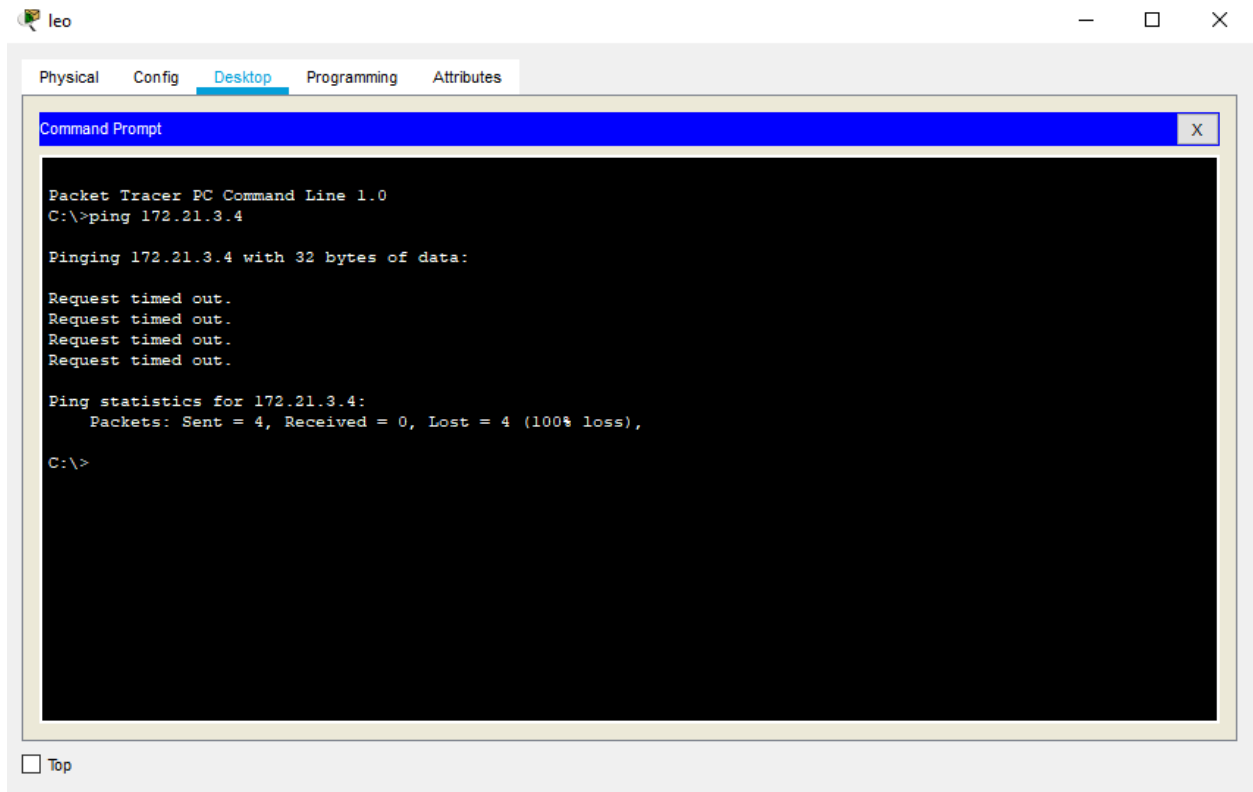 leo
Physical Config Desktop Programming Attributes
Command Prompt
X
Packet Tracer PC Command Line 1.0
C:\>ping 172.21.3.4
Pinging 172.21.3.4 with 32 bytes of data:
Request timed out.
Request timed out.
Request timed out.
Request timed out.
Ping statistics for 172.21.3.4:
    Packets: Sent = 4, Received = 0, Lost = 4 (100% loss),
C:\>
Top